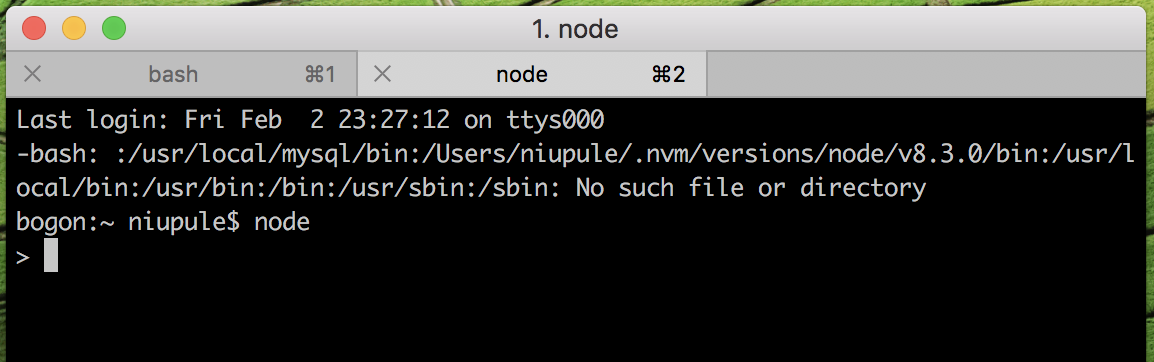 1. node
bash ⌘1
node ⌘2
Last login: Fri Feb  2 23:27:12 on ttys000
-bash: :/usr/local/mysql/bin:/Users/niupule/.nvm/versions/node/v8.3.0/bin:/usr/l
ocal/bin:/usr/bin:/bin:/usr/sbin:/sbin: No such file or directory
bogon:~ niupule$ node
>